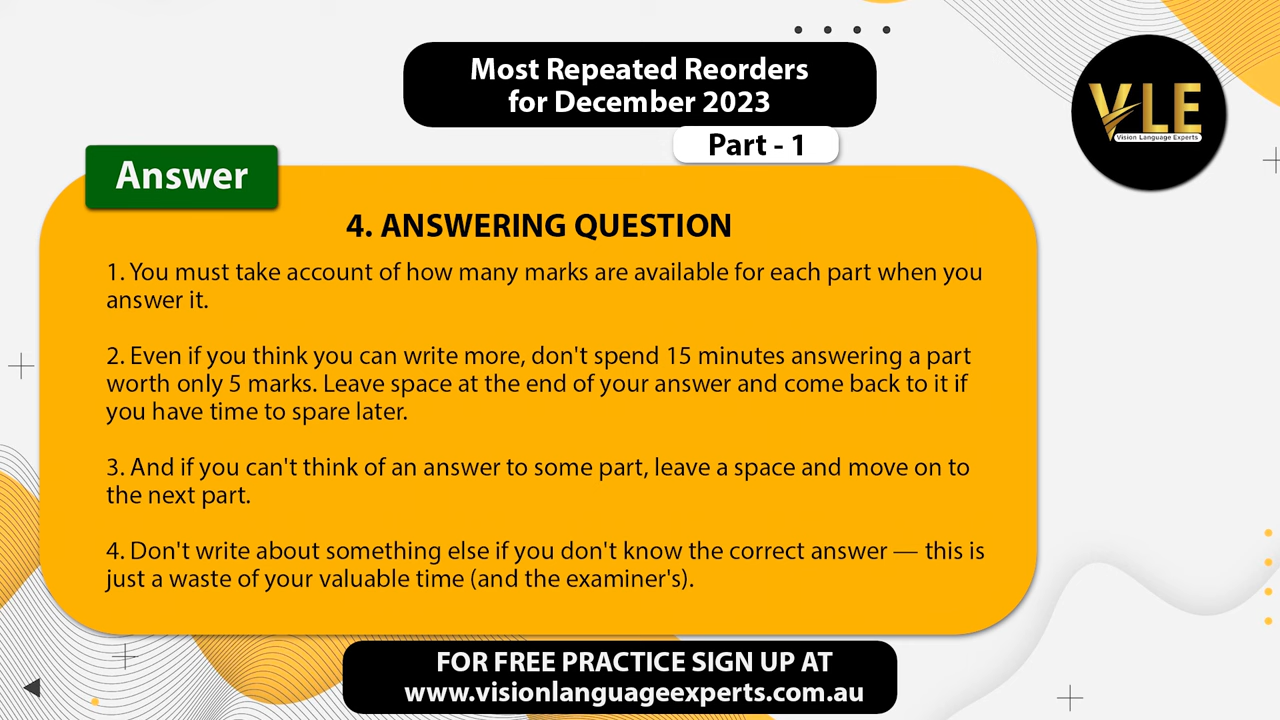 Most Repeated Reorders
for December 2023
Part - 1
VLE
Vision Language Experts
Answer
4. ANSWERING QUESTION
1. You must take account of how many marks are available for each part when you
answer it.
2. Even if you think you can write more, don't spend 15 minutes answering a part
worth only 5 marks. Leave space at the end of your answer and come back to it if
you have time to spare later.
3. And if you can't think of an answer to some part, leave a space and move on to
the next part.
4. Don't write about something else if you don't know the correct answer — this is
just a waste of your valuable time (and the examiner's).
FOR FREE PRACTICE SIGN UP AT
www.visionlanguageexperts.com.au